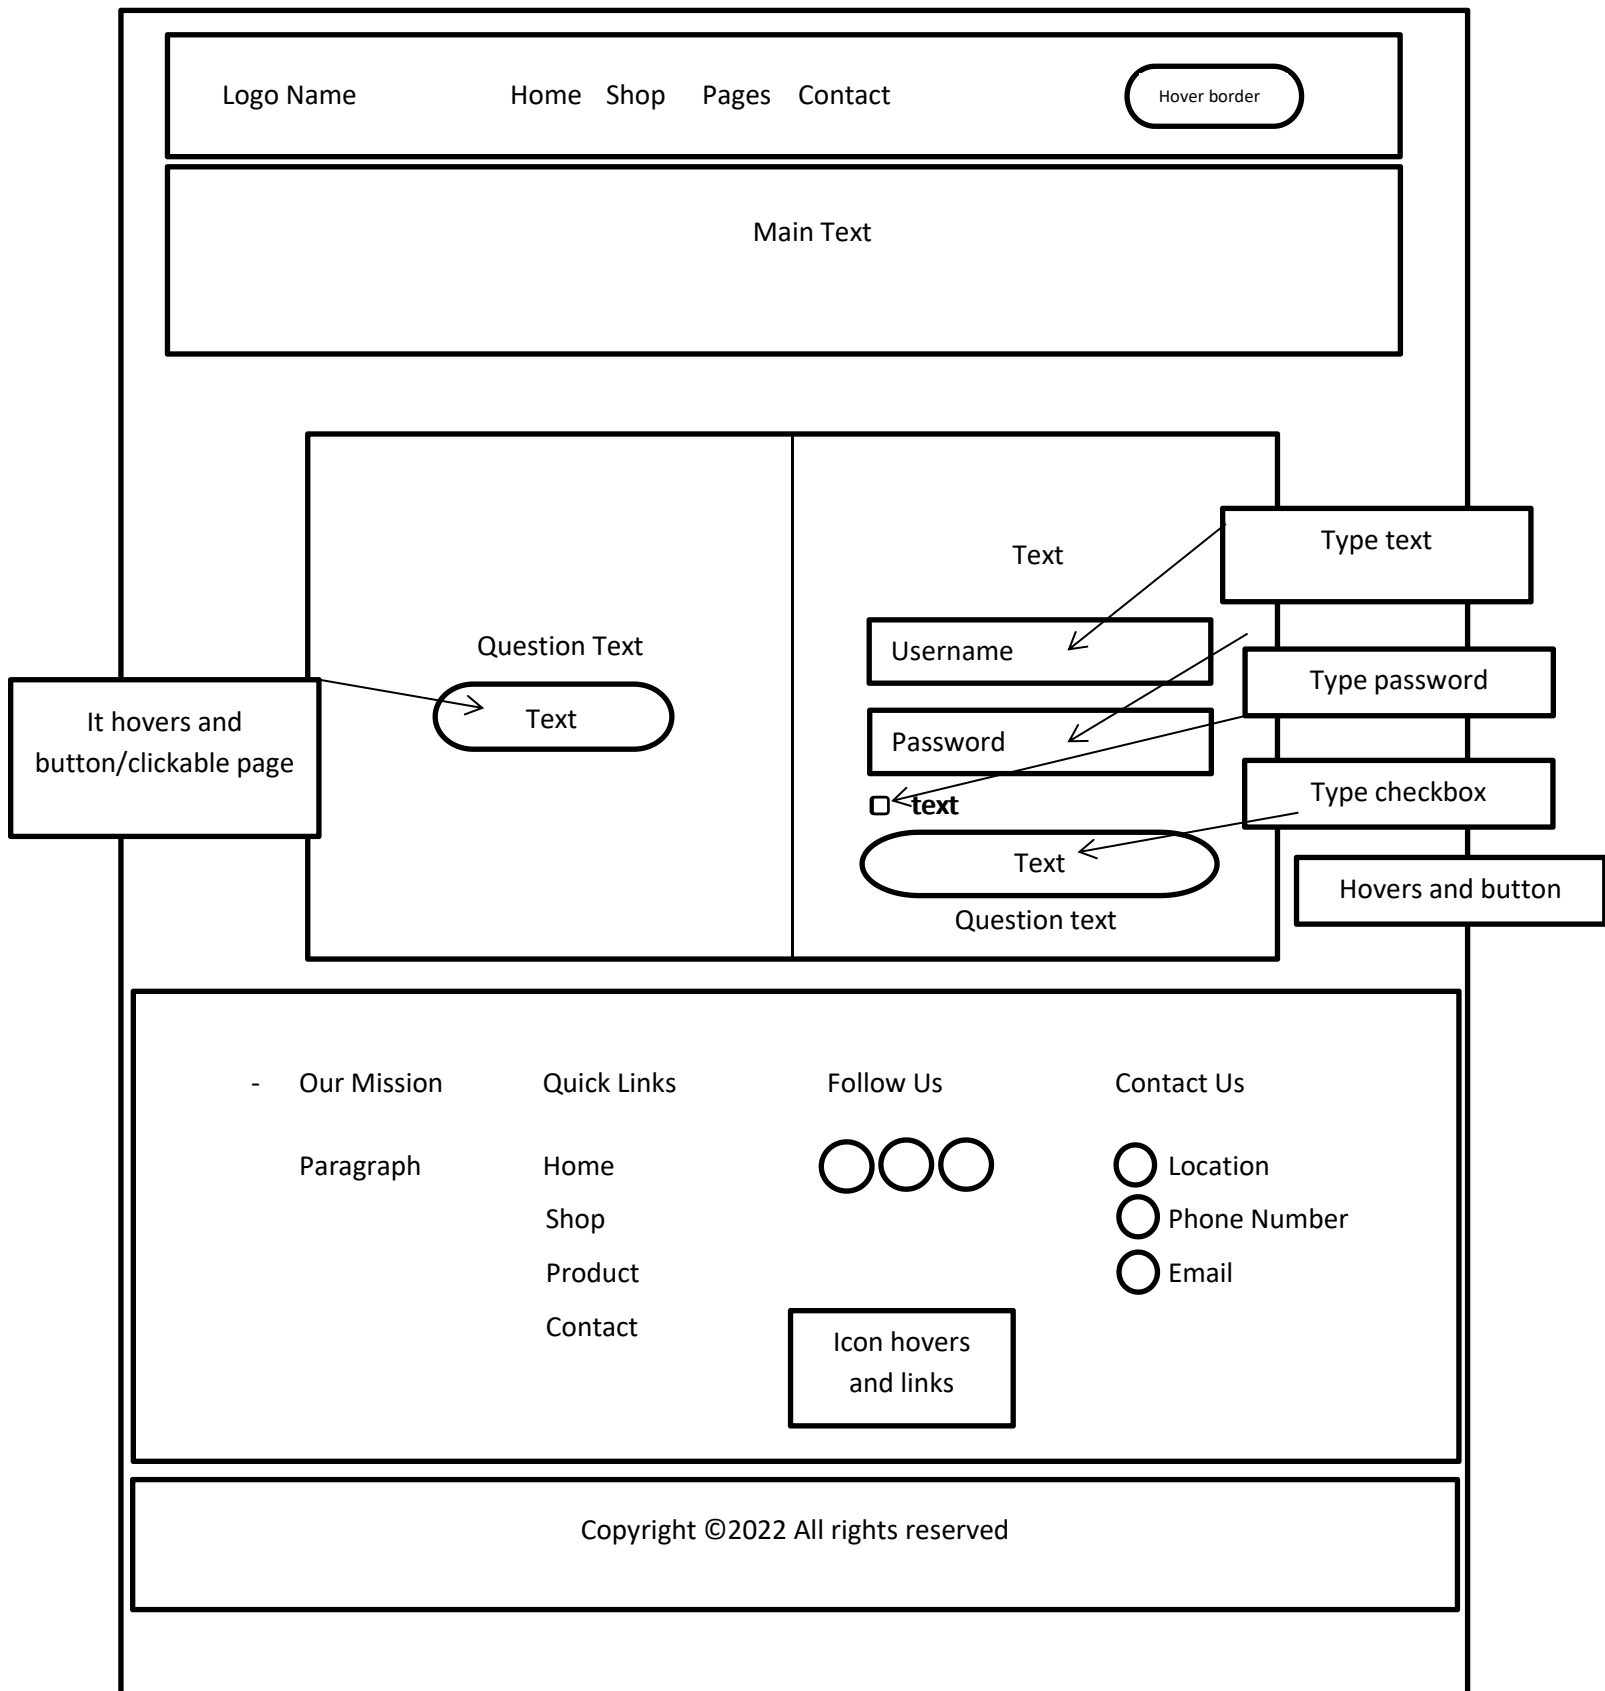 Logo Name Home Shop Pages Contact Hover border
Main Text
Question Text
Text
It hovers and
button/clickable page
Text
Username
Password
text
Text
Question text
Type text
Type password
Type checkbox
Hovers and button
- Our Mission
Paragraph
Quick Links
Home
Shop
Product
Contact
Follow Us
Icon hovers
and links
Contact Us
Location
Phone Number
Email
Copyright ©2022 All rights reserved